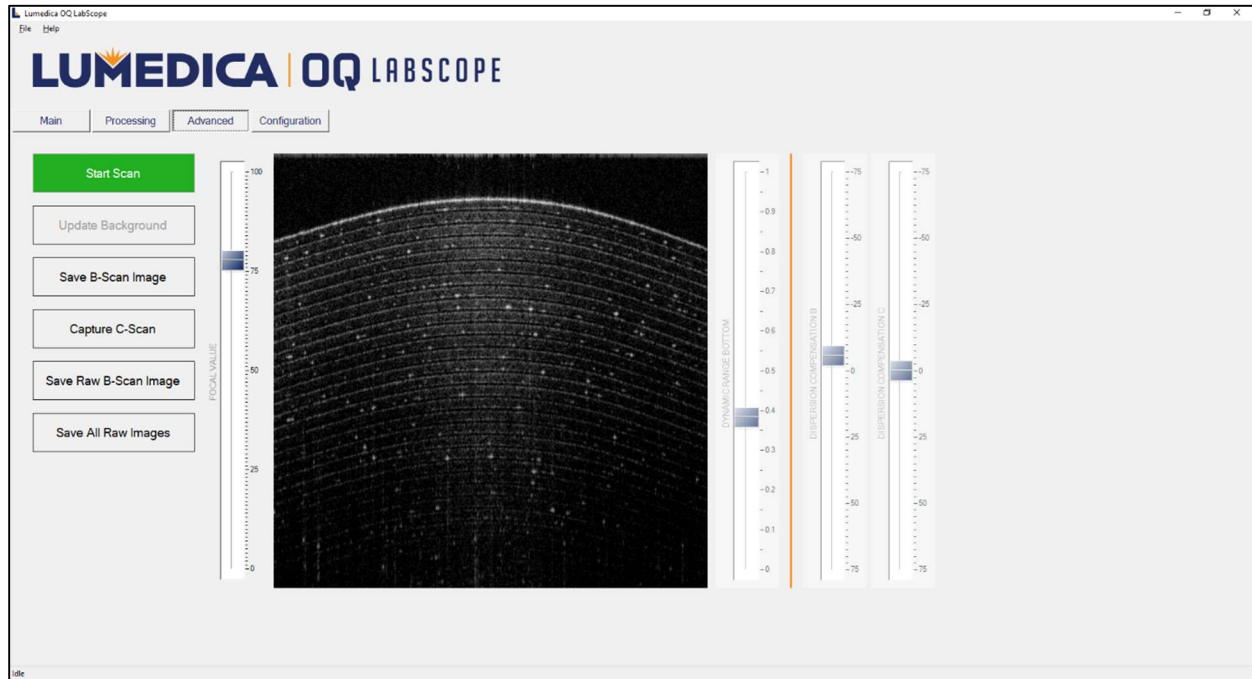 Lumedica OQ LabScope
File Help
LUMEDICA | OQ LABSCOPE
Main Processing Advanced Configuration
Start Scan
Update Background
Save B-Scan Image
Capture C-Scan
Save Raw B-Scan Image
Save All Raw Images
FOCAL VALUE
100
75
50
25
0
DYNAMIC RANGE BOTTOM
1
0.9
0.8
0.7
0.6
0.5
0.4
0.3
0.2
0.1
0
DISPERSION COMPENSATION B
-75
-50
-25
0
25
50
75
DISPERSION COMPENSATION C
-75
-50
-25
0
25
50
75
Idle